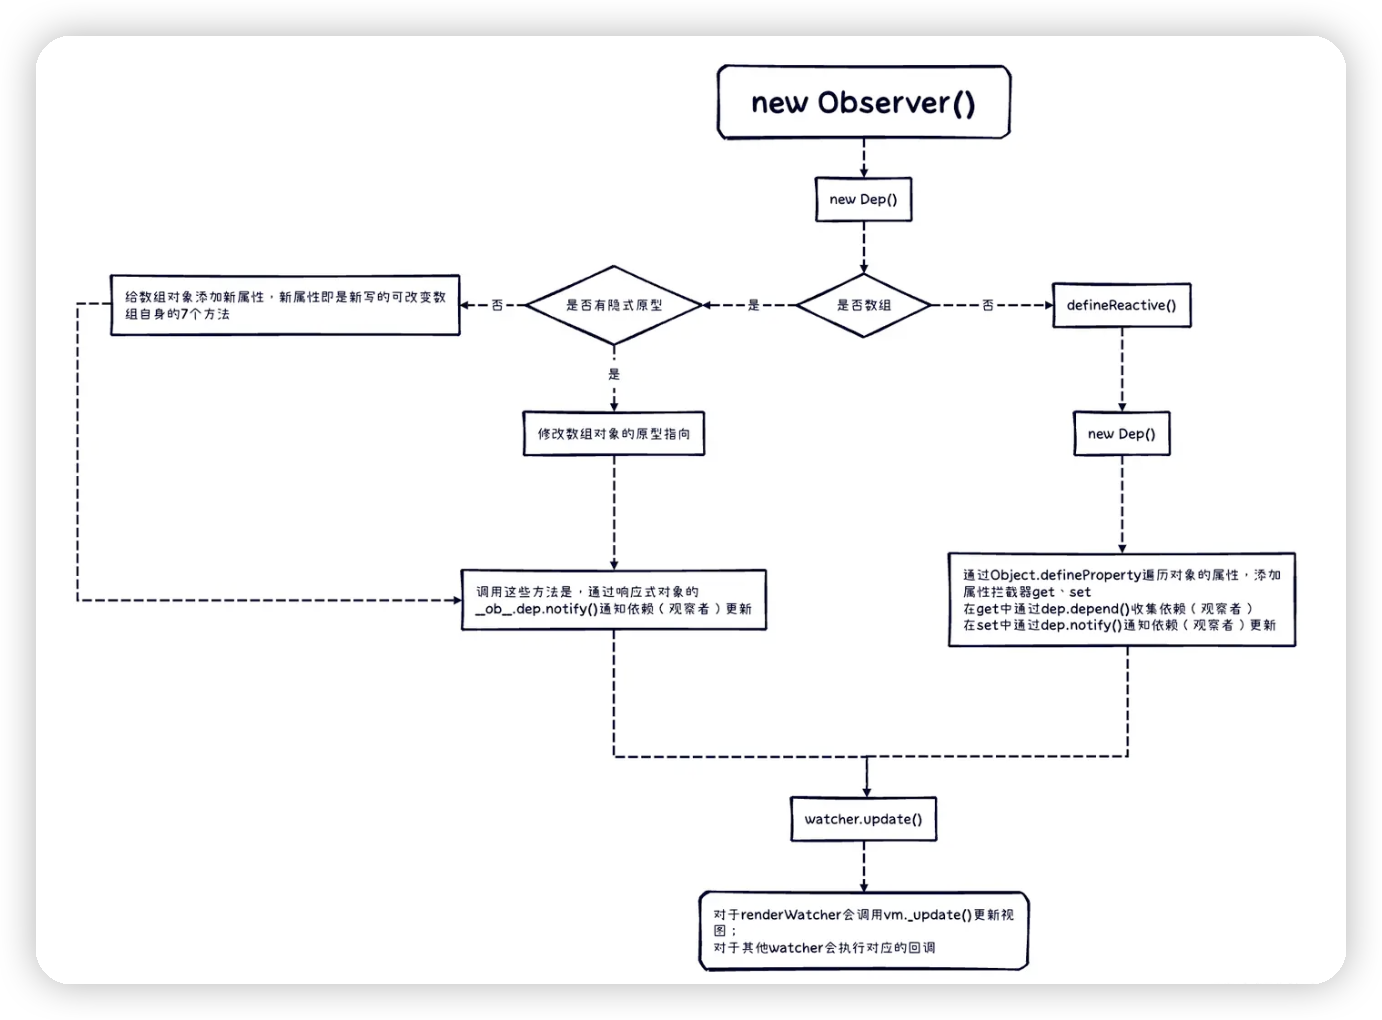 new Observer()
new Dep()
给数组对象添加新属性，新属性即是新写的可改变数
组自身的7个方法
否
是否有隐式原型
是
是否数组
否
defineReactive()
是
修改数组对象的原型指向
new Dep()
调用这些方法是，通过响应式对象的
__ob__.dep.notify()通知依赖（观察者）更新
通过Object.defineProperty遍历对象的属性，添加
属性拦截器get、set
在get中通过dep.depend()收集依赖（观察者）
在set中通过dep.notify()通知依赖（观察者）更新
watcher.update()
对于renderWatcher会调用vm._update()更新视
图；
对于其他watcher会执行对应的回调